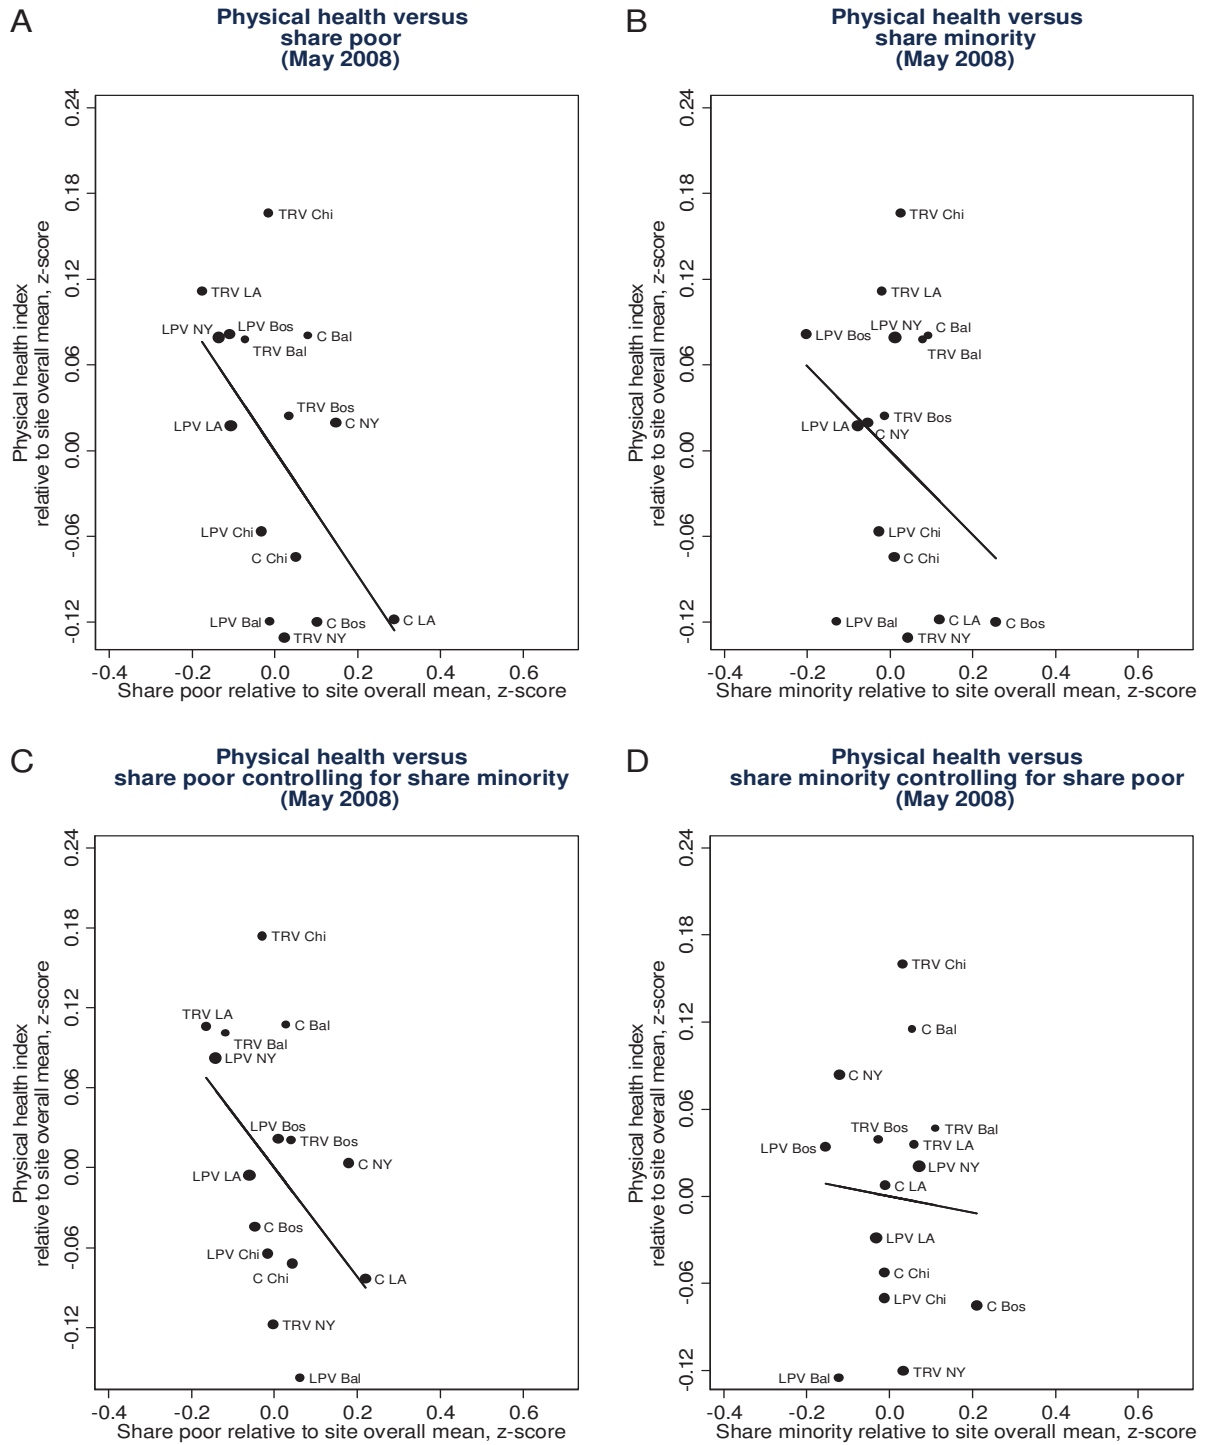 A
Physical health versus
share poor
(May 2008)
Physical health index
relative to site overall mean, z-score
0.24
0.18
0.12
0.06
0.00
-0.06
-0.12
TRV Chi
TRV LA
LPV NY
LPV Bos
C Bal
TRV Bal
TRV Bos
C NY
LPV LA
LPV Chi
C Chi
LPV Bal
C Bos
C LA
TRV NY
-0.4 -0.2 0.0 0.2 0.4 0.6
Share poor relative to site overall mean, z-score
B
Physical health versus
share minority
(May 2008)
Physical health index
relative to site overall mean, z-score
0.24
0.18
0.12
0.06
0.00
-0.06
-0.12
TRV Chi
TRV LA
LPV Bos
LPV NY
C Bal
TRV Bal
TRV Bos
LPV LA
C NY
LPV Chi
C Chi
LPV Bal
C LA
C Bos
TRV NY
-0.4 -0.2 0.0 0.2 0.4 0.6
Share minority relative to site overall mean, z-score
C
Physical health versus
share poor controlling for share minority
(May 2008)
Physical health index
relative to site overall mean, z-score
0.24
0.18
0.12
0.06
0.00
-0.06
-0.12
TRV Chi
TRV LA
C Bal
TRV Bal
LPV NY
LPV Bos
TRV Bos
C NY
LPV LA
C Bos
LPV Chi
C Chi
C LA
TRV NY
LPV Bal
-0.4 -0.2 0.0 0.2 0.4 0.6
Share poor relative to site overall mean, z-score
D
Physical health versus
share minority controlling for share poor
(May 2008)
Physical health index
relative to site overall mean, z-score
0.24
0.18
0.12
0.06
0.00
-0.06
-0.12
TRV Chi
C Bal
C NY
TRV Bos
TRV Bal
LPV Bos
TRV LA
LPV NY
C LA
LPV LA
C Chi
LPV Chi
C Bos
TRV NY
LPV Bal
-0.4 -0.2 0.0 0.2 0.4 0.6
Share minority relative to site overall mean, z-score